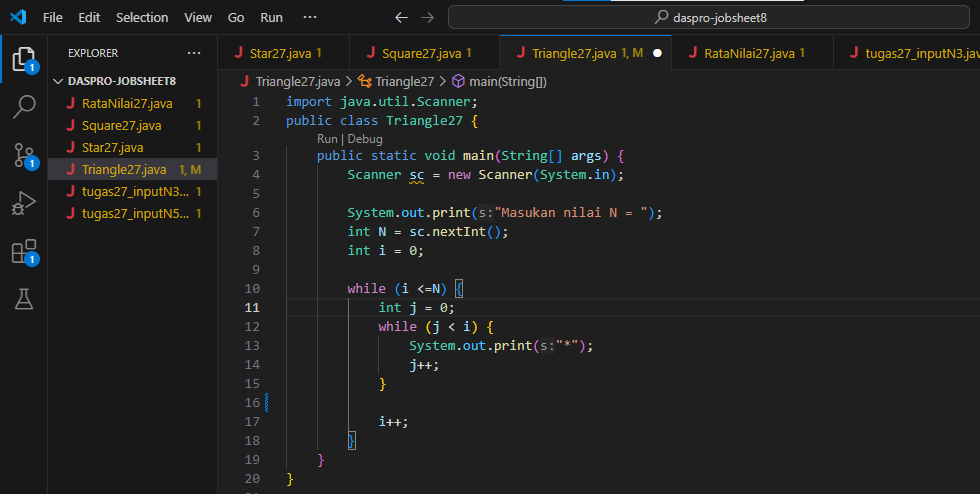 File Edit Selection View Go Run ··· ← → daspro-jobsheet8
EXPLORER ···
DASPRO-JOBSHEET8
J RataNilai27.java 1
J Square27.java 1
J Star27.java 1
J Triangle27.java 1, M
J tugas27_inputN3... 1
J tugas27_inputN5... 1
1
1
1
J Star27.java 1 J Square27.java 1 J Triangle27.java 1, M ● J RataNilai27.java 1 J tugas27_inputN3.jav
J Triangle27.java > Triangle27 > main(String[])
1 import java.util.Scanner;
2 public class Triangle27 {
Run | Debug
3 public static void main(String[] args) {
4 Scanner sc = new Scanner(System.in);
5
6 System.out.print(s:"Masukan nilai N = ");
7 int N = sc.nextInt();
8 int i = 0;
9
10 while (i <=N) {
11 int j = 0;
12 while (j < i) {
13 System.out.print(s:"*");
14 j++;
15 }
16
17 i++;
18 }
19 }
20 }